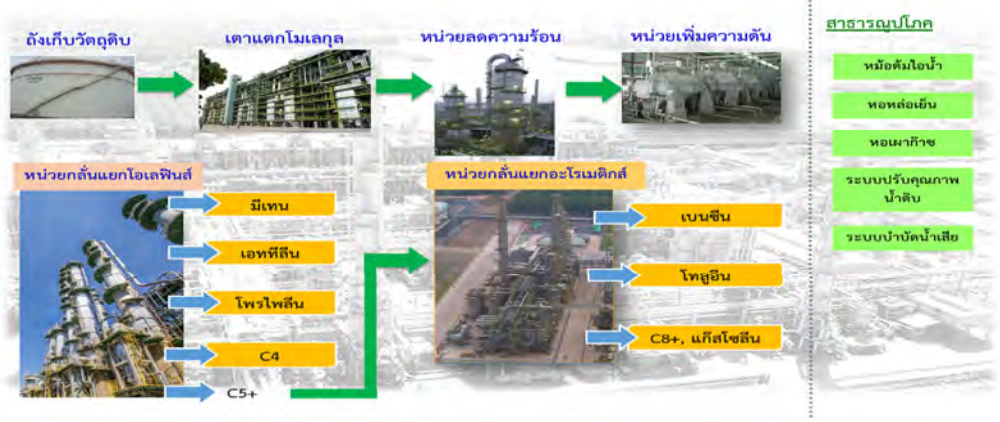 ถังเก็บวัตถุดิบ
เตาแตกโมเลกุล
หน่วยลดความร้อน
หน่วยเพิ่มความดัน
สาธารณูปโภค
หม้อต้มไอน้ำ
หอหล่อเย็น
หอเผาก๊าซ
ระบบปรับคุณภาพ
น้ำดิบ
ระบบบำบัดน้ำเสีย
หน่วยกลั่นแยกโอเลฟินส์
มีเทน
เอททีลีน
โพรไพลีน
C4
C5+
หน่วยกลั่นแยกอะโรเมติกส์
เบนซีน
โทลูอีน
C8+, แก๊สโซลีน